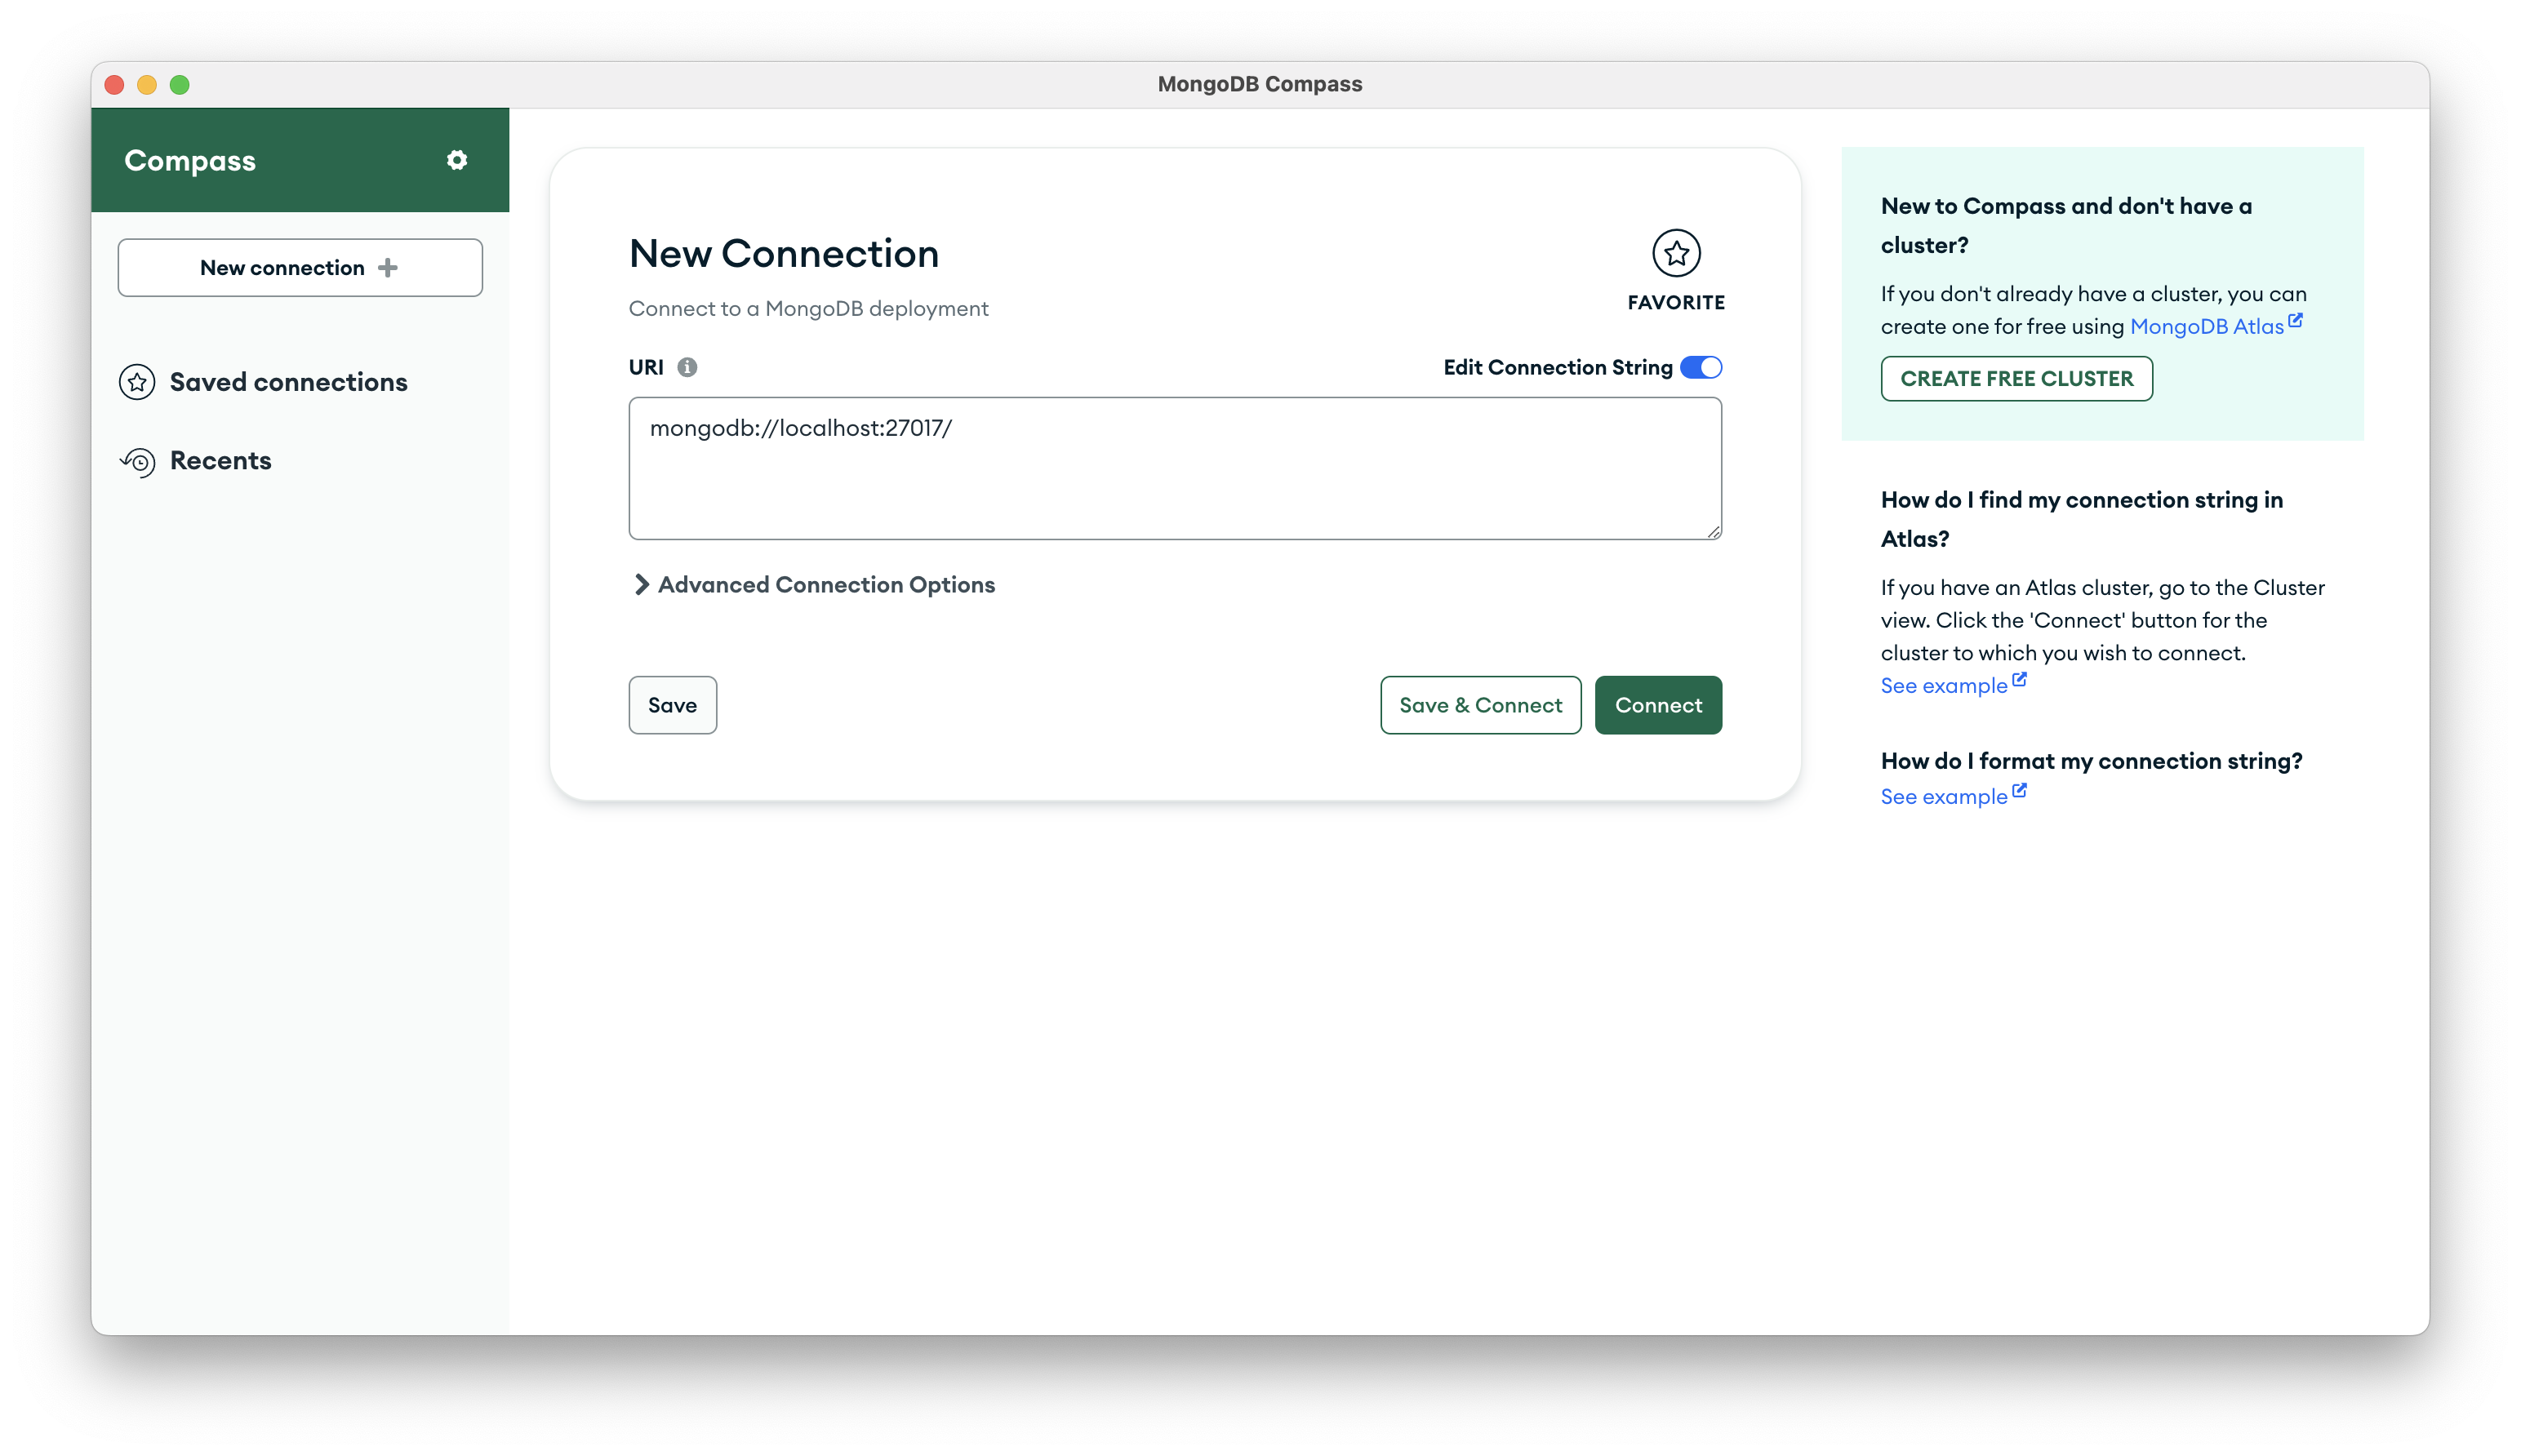 MongoDB Compass
Compass
New connection
Saved connections
Recents
New Connection
Connect to a MongoDB deployment
FAVORITE
URI
Edit Connection String
mongodb://localhost:27017/
Advanced Connection Options
Save
Save & Connect
Connect
New to Compass and don't have a
cluster?
If you don't already have a cluster, you can
create one for free using MongoDB Atlas
CREATE FREE CLUSTER
How do I find my connection string in
Atlas?
If you have an Atlas cluster, go to the Cluster
view. Click the 'Connect' button for the
cluster to which you wish to connect.
See example
How do I format my connection string?
See example